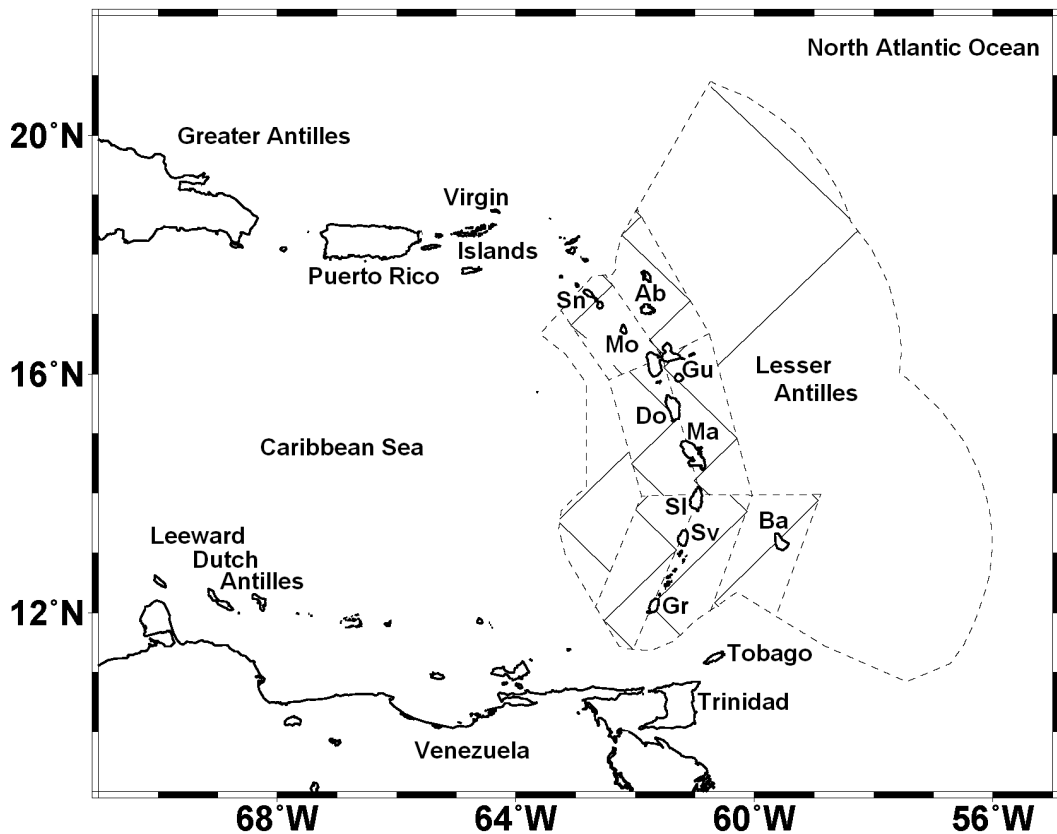 North Atlantic Ocean
20°N
Greater Antilles
Virgin
Islands
Puerto Rico
Sn
Ab
Mo
16°N
Gu
Lesser
Antilles
Do
Ma
Caribbean Sea
Sl
Sv
Ba
Leeward
Dutch
Antilles
12°N
Gr
Tobago
Trinidad
Venezuela
68°W
64°W
60°W
56°W